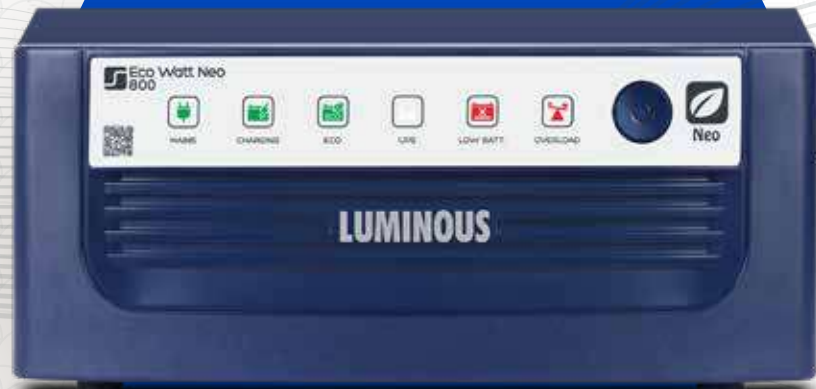 Eco Watt Neo
800
MAINS
CHARGING
ECO
UPS
LOW BATT.
OVERLOAD
Neo
LUMINOUS